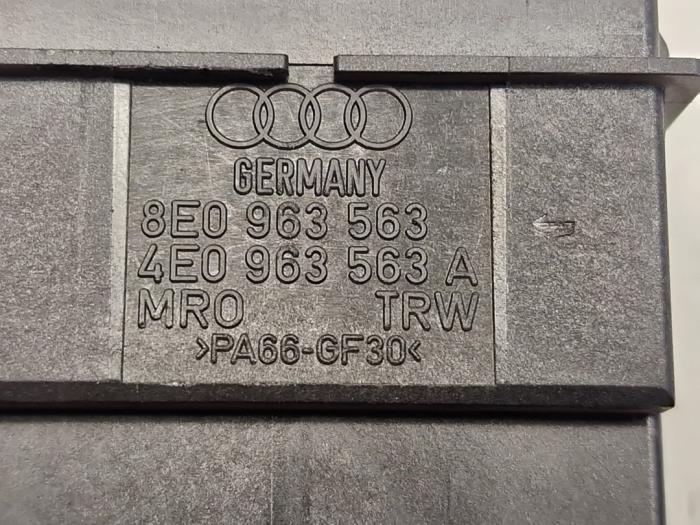 GERMANY
8E0 963 563
4E0 963 563 A
MRO TRW
>PA66-GF30<